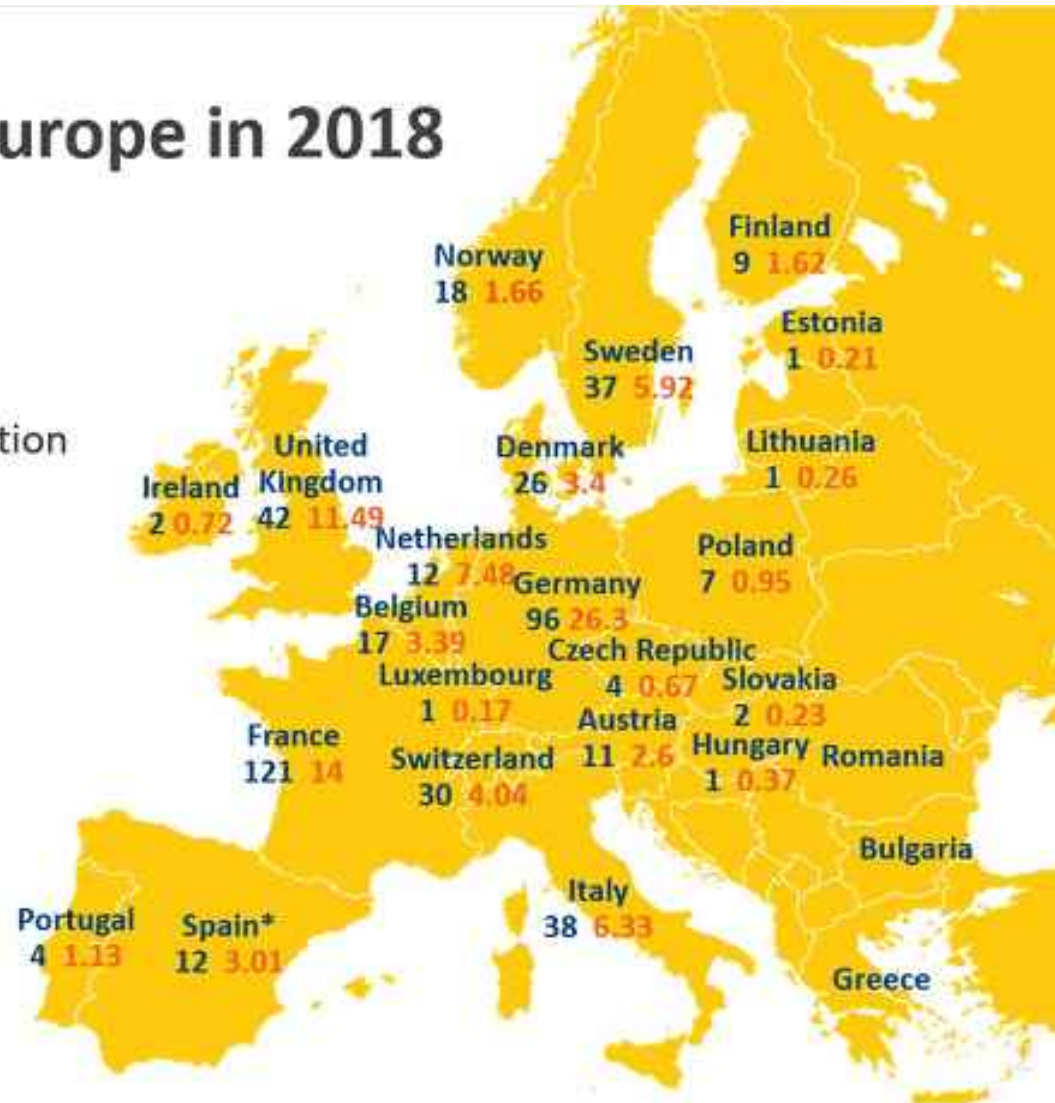 urope in 2018
tion
Finland
9 1.62
Norway
18 1.66
Estonia
1 0.21
Sweden
37 5.92
United
Kingdom
42 11.49
Denmark
26 3.4
Lithuania
1 0.26
Ireland
2 0.72
Netherlands
12 7.48
Poland
7 0.95
Germany
96 26.3
Belgium
17 3.39
Czech Republic
4 0.67
Luxembourg
1 0.17
Slovakia
2 0.23
Austria
11 2.6
France
121 14
Switzerland
30 4.04
Hungary
1 0.37
Romania
Bulgaria
Italy
38 6.33
Portugal
4 1.13
Spain*
12 3.01
Greece